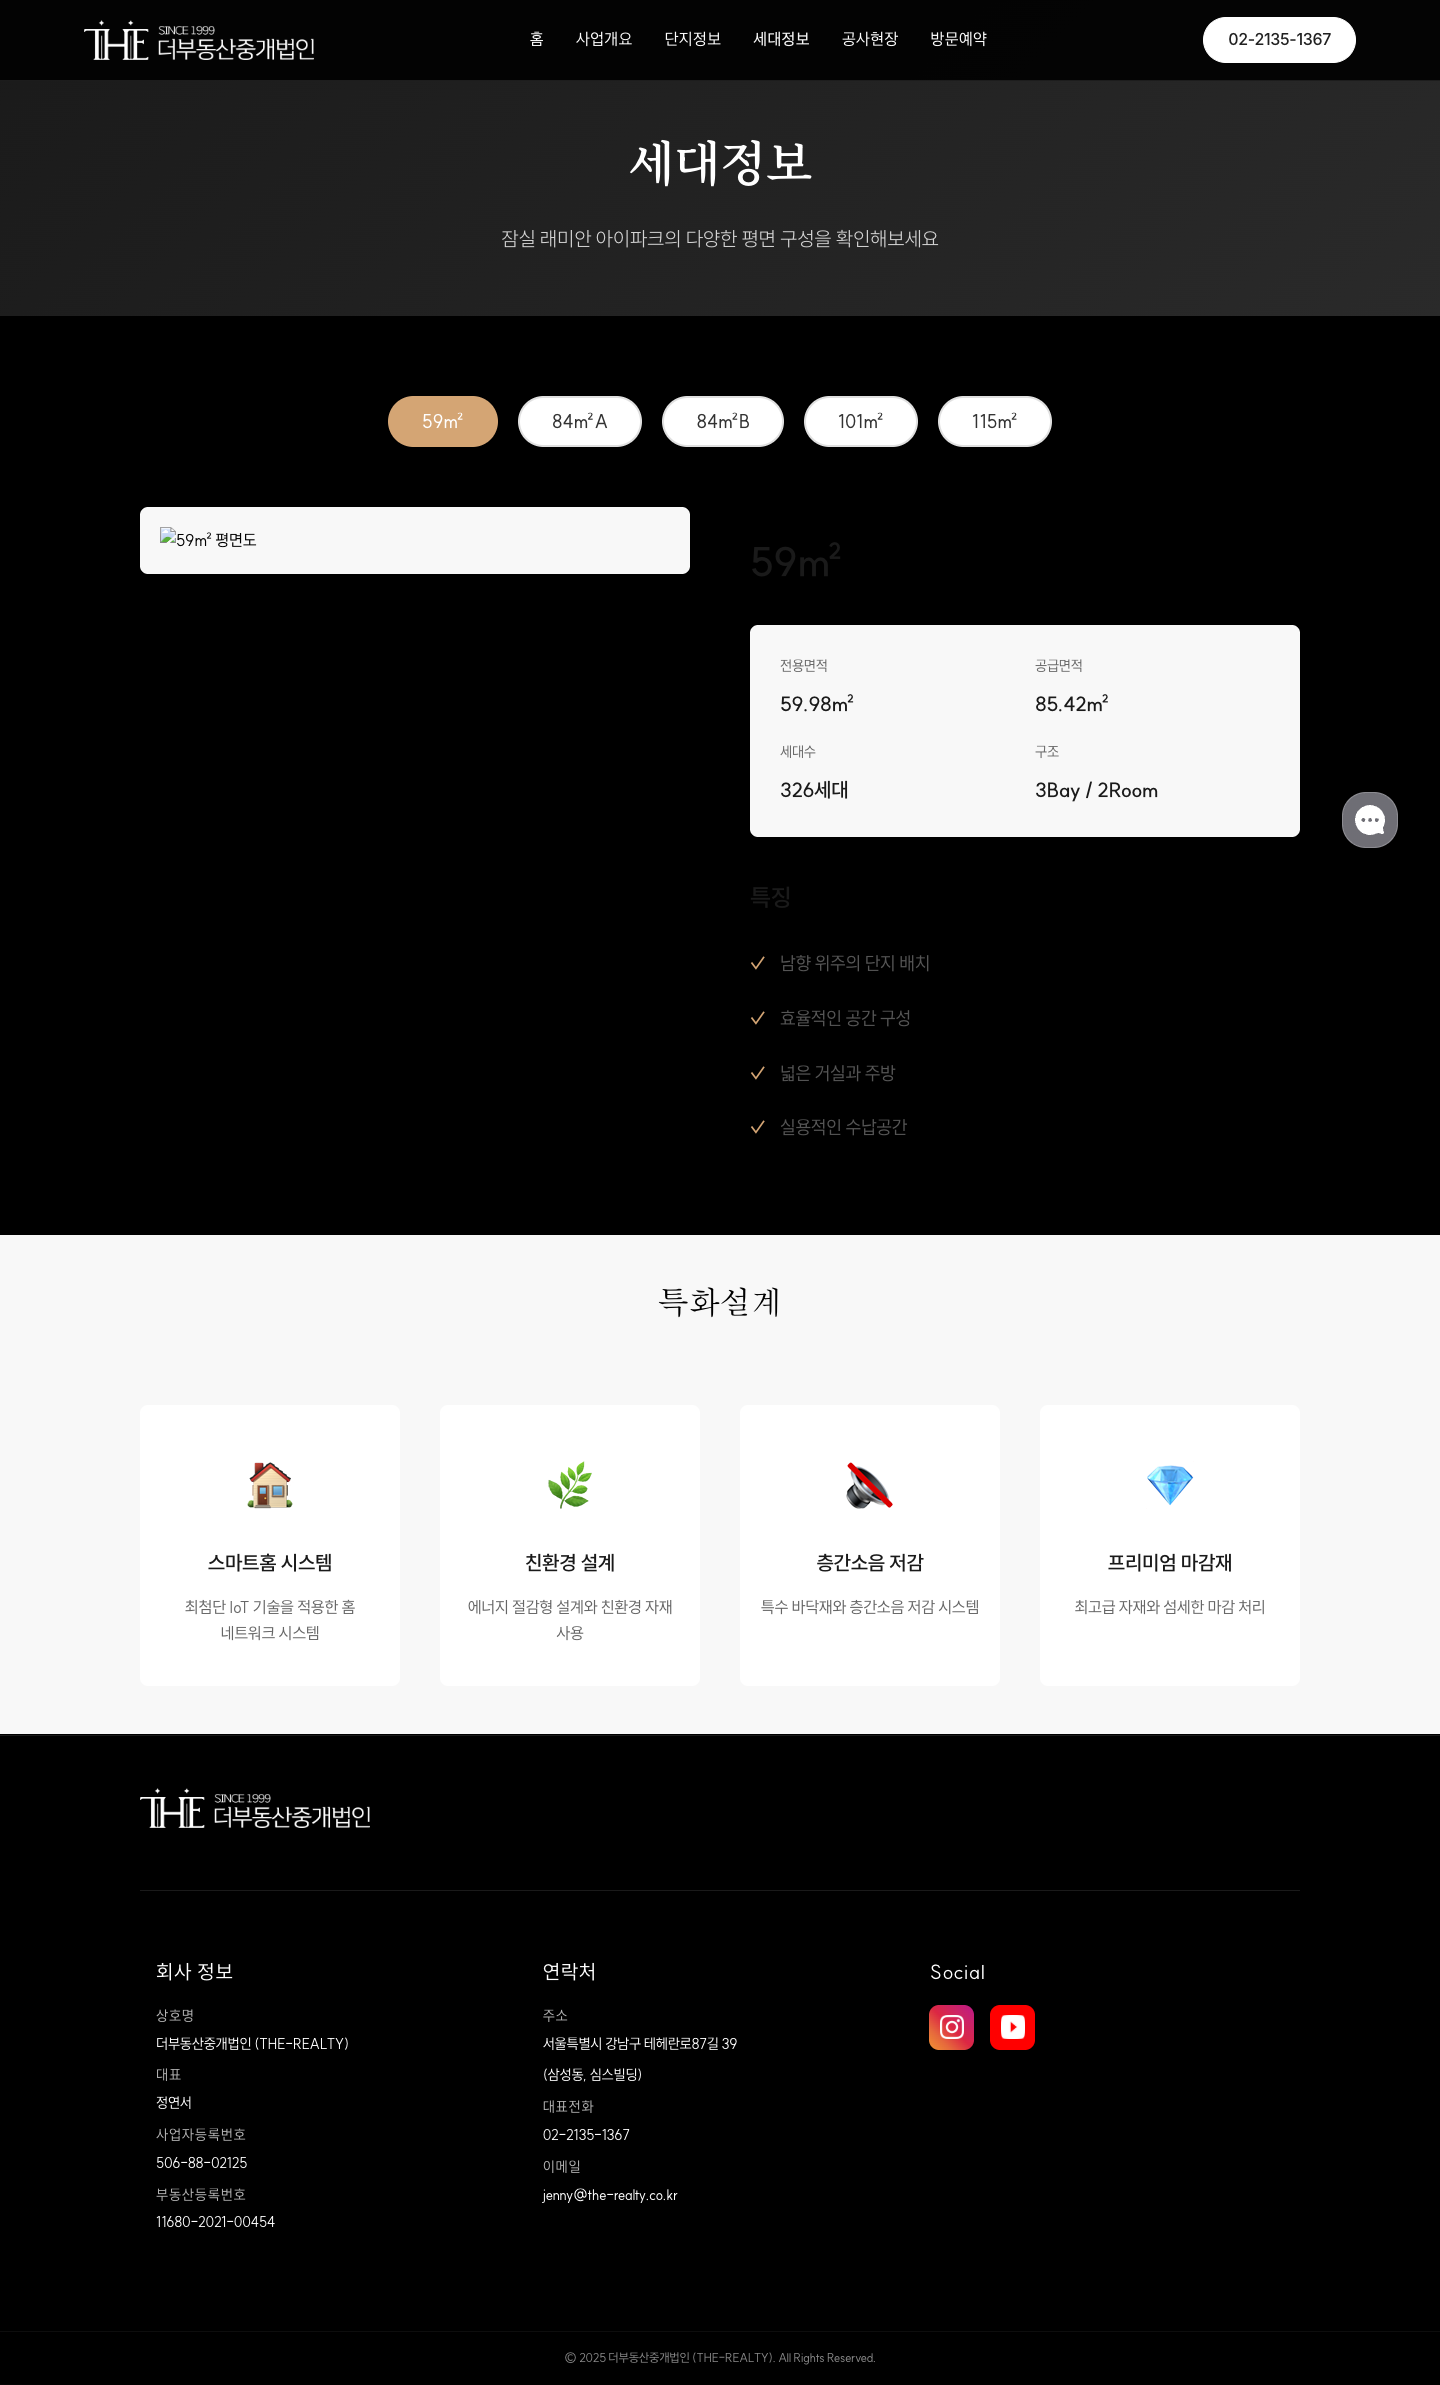 THE SINCE 1999 더부동산중개법인
홈 사업개요 단지정보 세대정보 공사현장 방문예약
02-2135-1367
세대정보
잠실 래미안 아이파크의 다양한 평면 구성을 확인해보세요
59m² 84m²A 84m²B 101m² 115m²
59m² 평면도
59m²
전용면적 공급면적
59.98m² 85.42m²
세대수 구조
326세대 3Bay / 2Room
특징
✓ 남향 위주의 단지 배치
✓ 효율적인 공간 구성
✓ 넓은 거실과 주방
✓ 실용적인 수납공간
특화설계
스마트홈 시스템
최첨단 IoT 기술을 적용한 홈
네트워크 시스템
친환경 설계
에너지 절감형 설계와 친환경 자재
사용
층간소음 저감
특수 바닥재와 층간소음 저감 시스템
프리미엄 마감재
최고급 자재와 섬세한 마감 처리
THE SINCE 1999 더부동산중개법인
회사 정보
상호명
더부동산중개법인 (THE-REALTY)
대표
정연서
사업자등록번호
506-88-02125
부동산등록번호
11680-2021-00454
연락처
주소
서울특별시 강남구 테헤란로87길 39
(삼성동, 심스빌딩)
대표전화
02-2135-1367
이메일
jenny@the-realty.co.kr
Social
© 2025 더부동산중개법인 (THE-REALTY). All Rights Reserved.